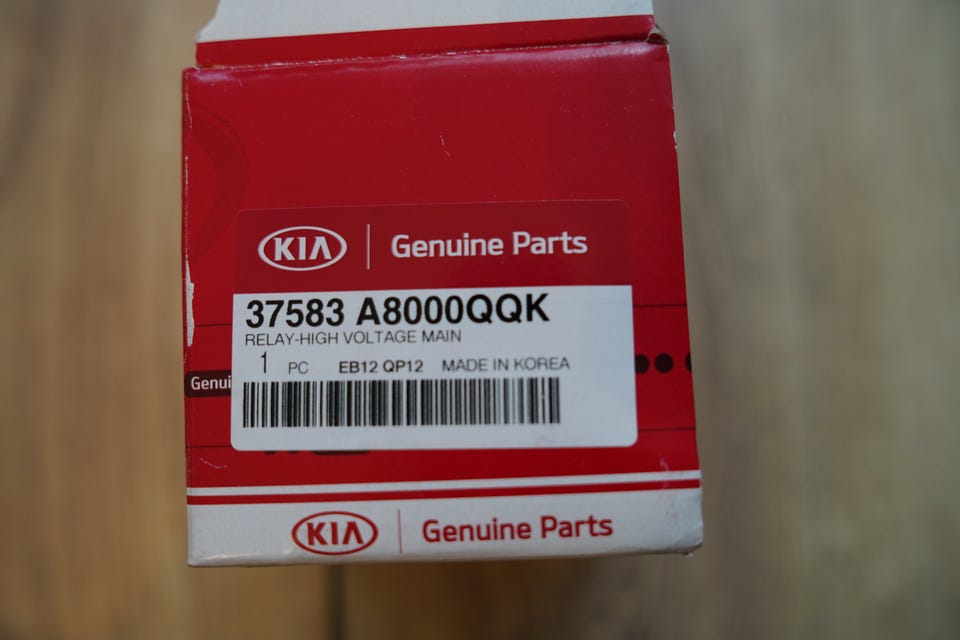 KIA Genuine Parts
37583 A8000QQK
RELAY-HIGH VOLTAGE MAIN
1 PC EB12 QP12 MADE IN KOREA
Genui
KIA Genuine Parts